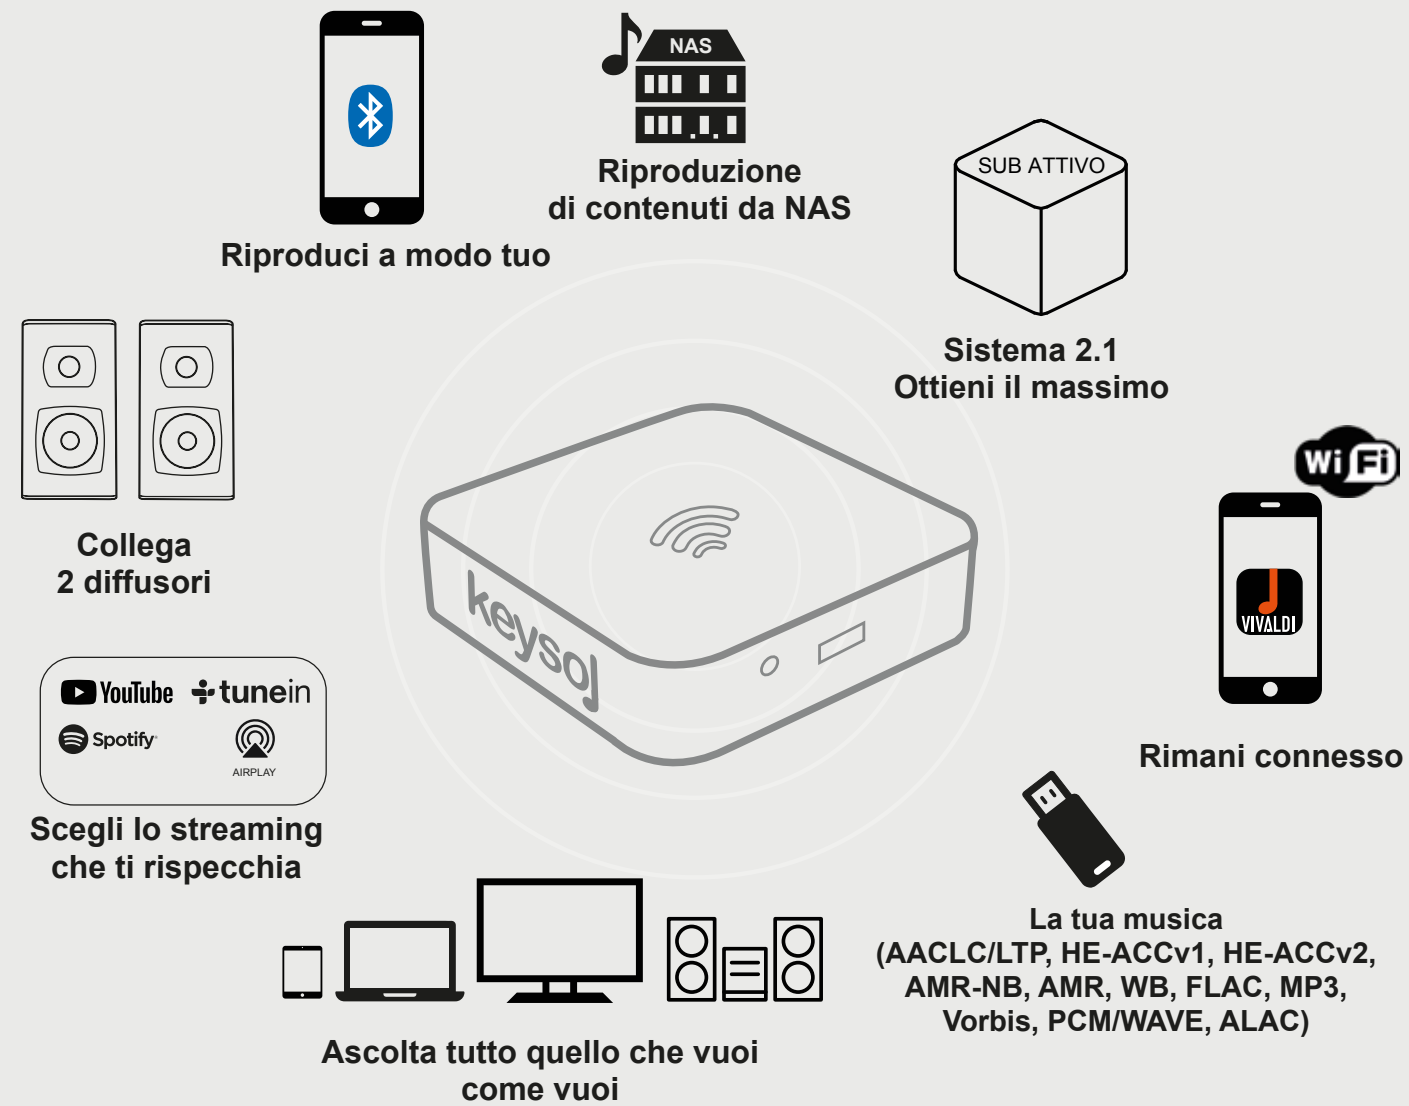 NAS
Riproduzione
di contenuti da NAS
Riproduci a modo tuo
SUB ATTIVO
Sistema 2.1
Ottieni il massimo
Collega
2 diffusori
WiFi
VIVALDI
Rimani connesso
keysol
YouTube
tunein
Spotify
AIRPLAY
Scegli lo streaming
che ti rispecchia
La tua musica
(AACLC/LTP, HE-ACCv1, HE-ACCv2,
AMR-NB, AMR, WB, FLAC, MP3,
Vorbis, PCM/WAVE, ALAC)
Ascolta tutto quello che vuoi
come vuoi